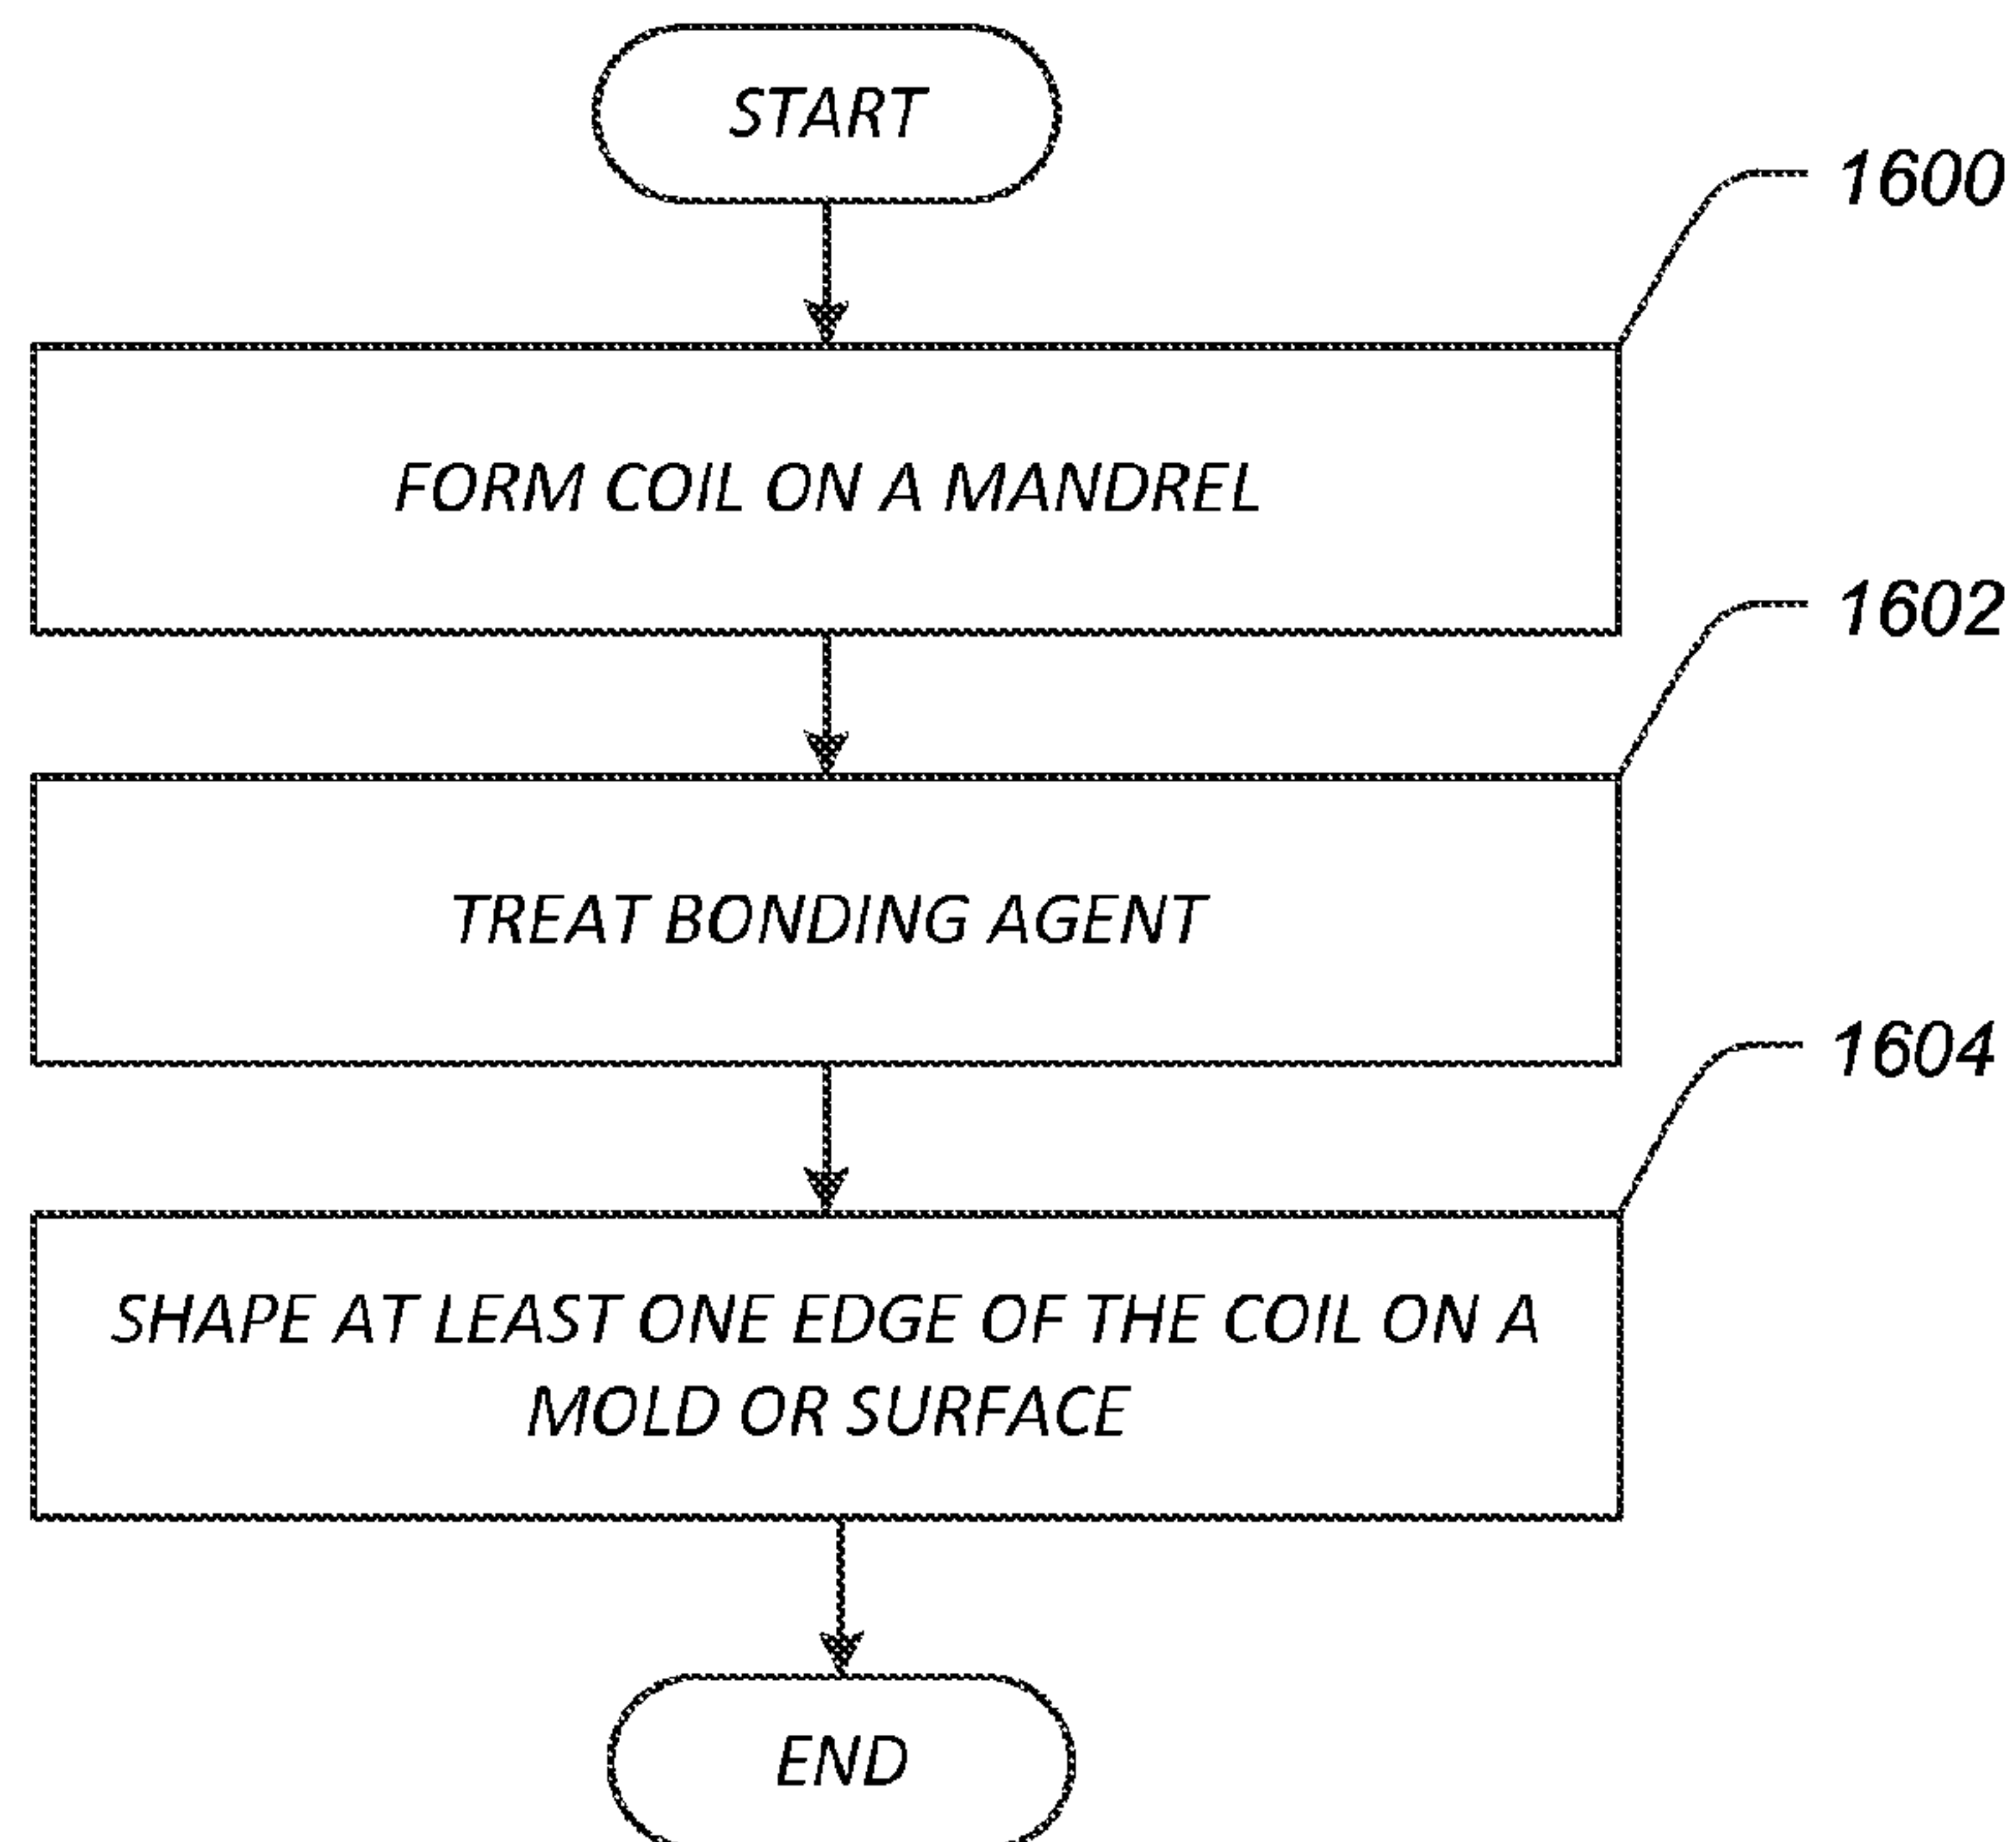 START
1600
FORM COIL ON A MANDREL
1602
TREAT BONDING AGENT
1604
SHAPE AT LEAST ONE EDGE OF THE COIL ON A
MOLD OR SURFACE
END